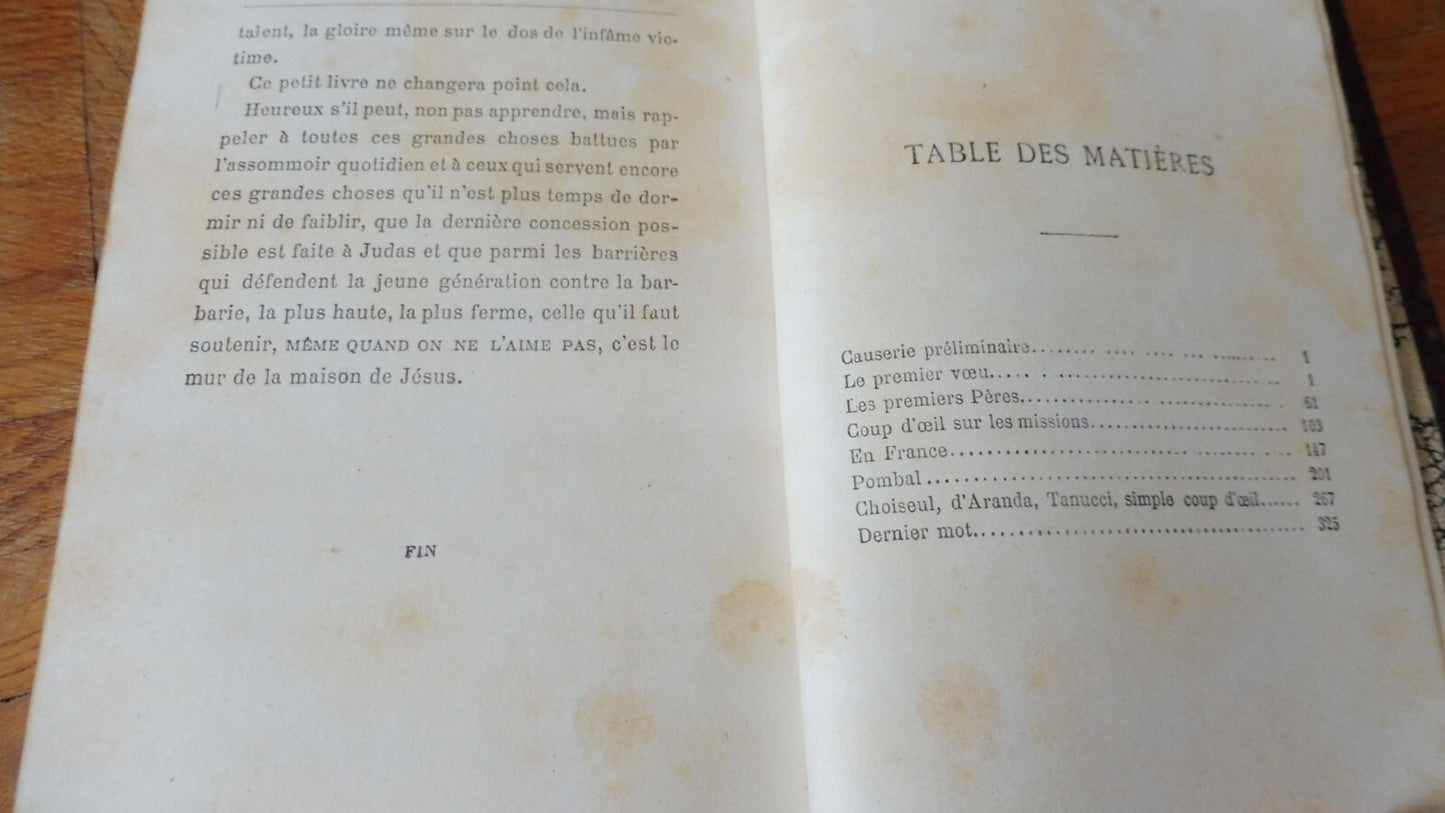 talent, la gloire même sur le dos de l'infâme vic-
time.
Ce petit livre ne changera point cela.
Heureux s'il peut, non pas apprendre, mais rap-
peler à toutes ces grandes choses battues par
l'assommoir quotidien et à ceux qui servent encore
ces grandes choses qu'il n'est plus temps de dor-
mir ni de faiblir, que la dernière concession pos-
sible est faite à Judas et que parmi les barrières
qui défendent la jeune génération contre la bar-
barie, la plus haute, la plus ferme, celle qu'il faut
soutenir, MÊME QUAND ON NE L'AIME PAS, c'est le
mur de la maison de Jésus.
FIN
TABLE DES MATIÈRES
Causerie préliminaire........ .... .... ... .......... 1
Le premier vœu..... . ........................... 1
Les premiers Pères................ ................ . 61
Coup d'œil sur les missions........................... 103
En France............................ ........ . .. 147
Pombal.............................................. 201
Choiseul, d'Aranda, Tanucci, simple coup d'œil...... 267
Dernier mot......................................... 325